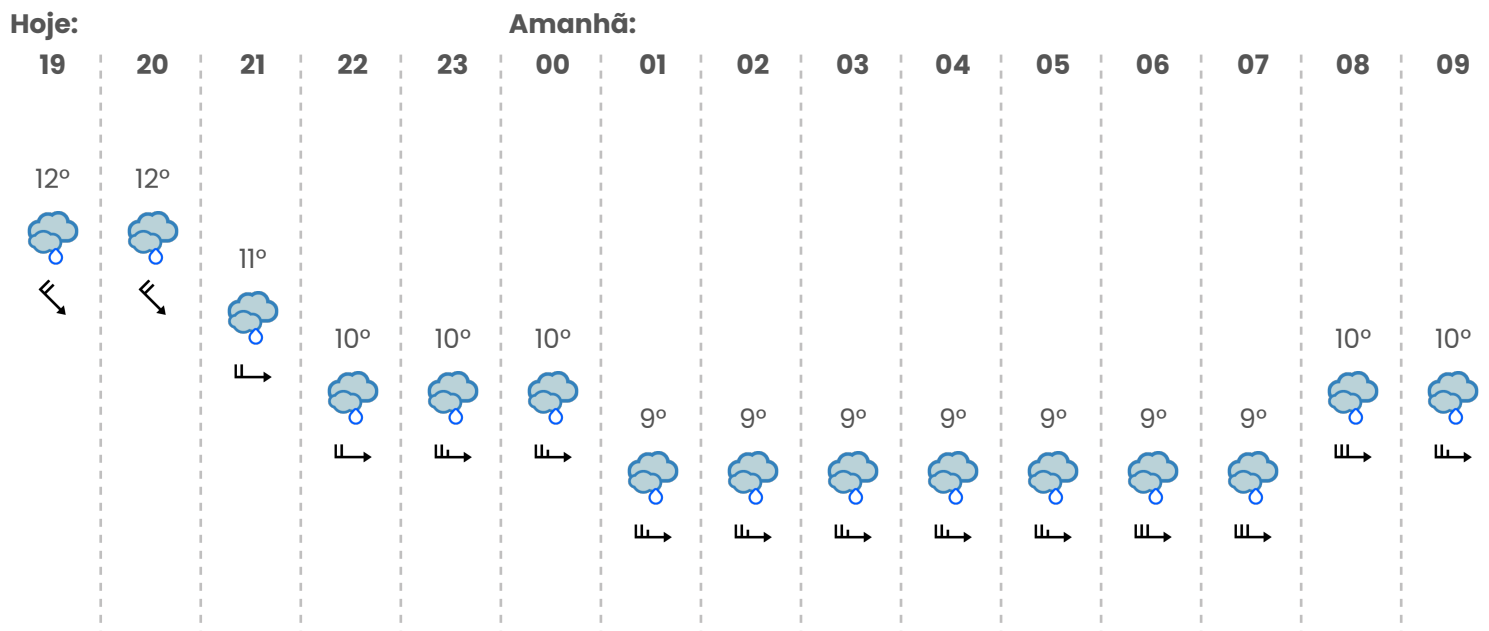 Hoje: Amanhã:
19 20 21 22 23 00 01 02 03 04 05 06 07 08 09
12º 12º
11º
10º 10º 10º 10º 10º
9º 9º 9º 9º 9º 9º 9º